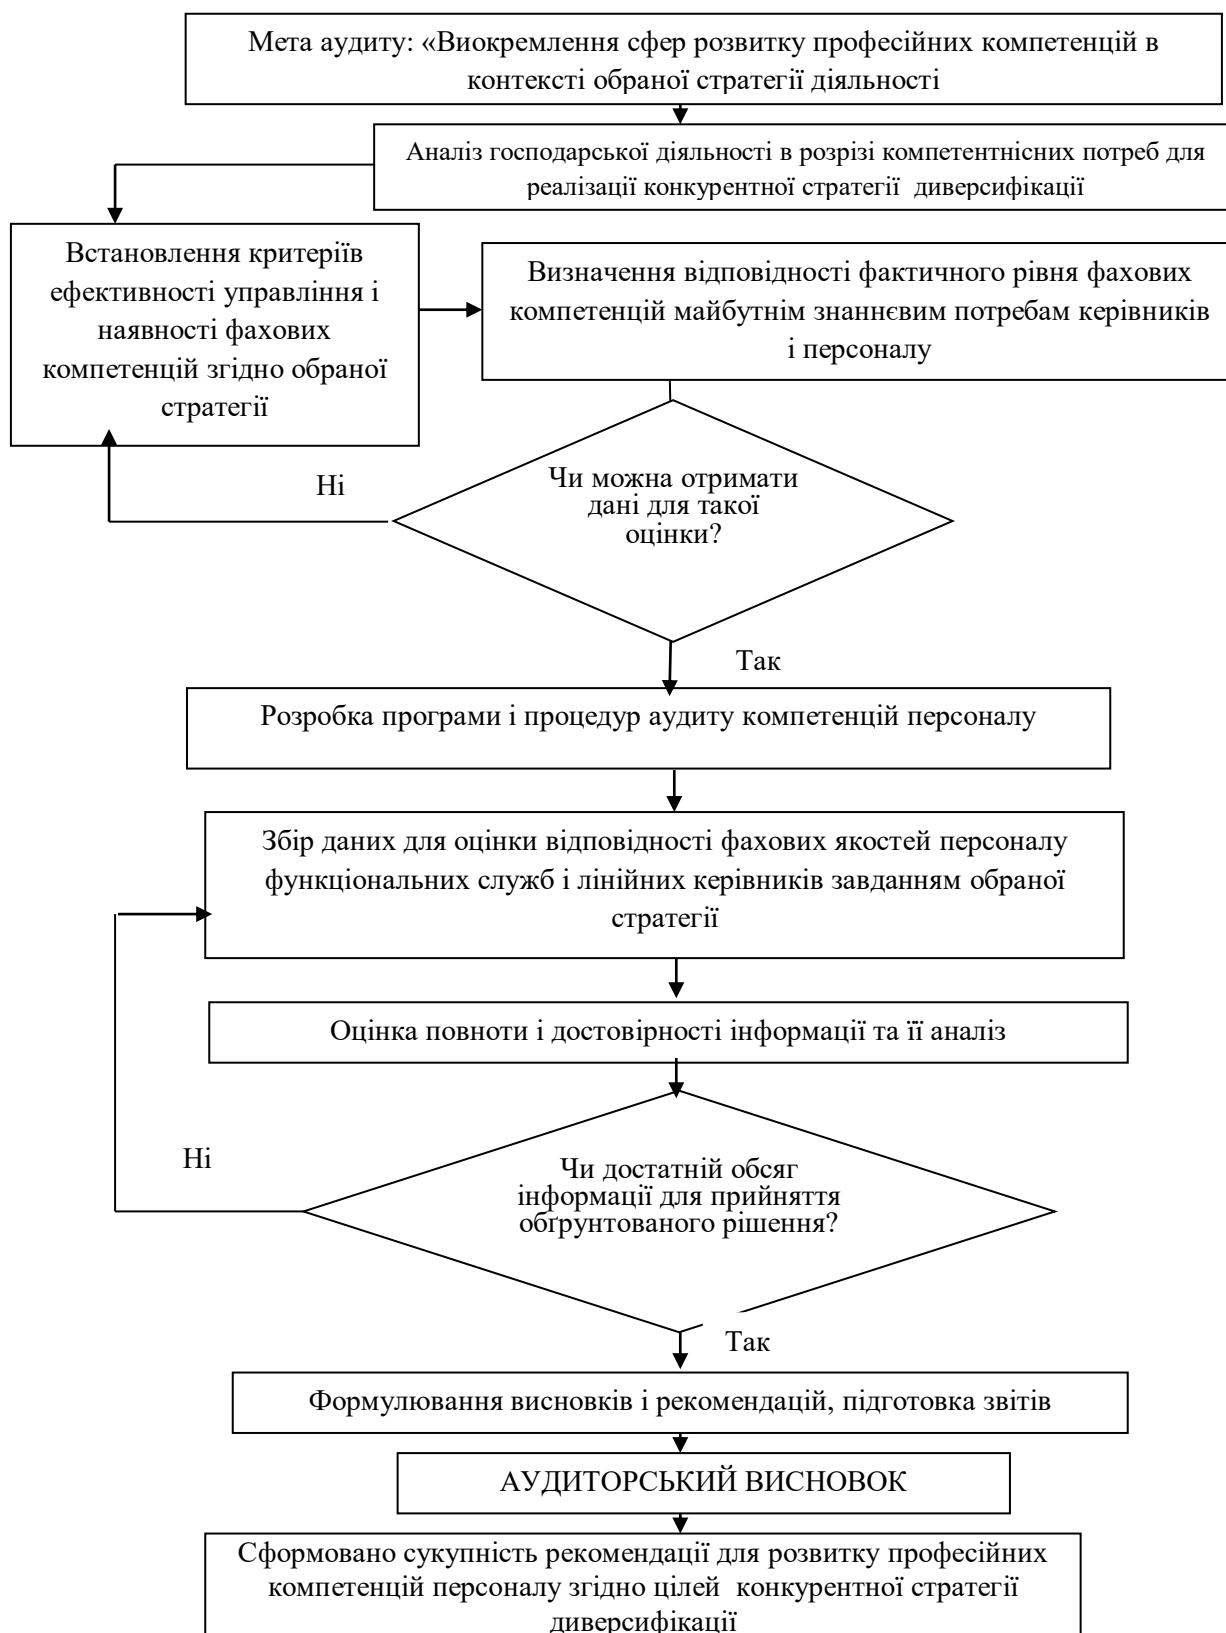 Мета аудиту: «Виокремлення сфер розвитку професійних компетенцій в
контексті обраної стратегії діяльності
Аналіз господарської діяльності в розрізі компетентнісних потреб для
реалізації конкурентної стратегії диверсифікації
Встановлення критеріїв
ефективності управління і
наявності фахових
компетенцій згідно обраної
стратегії
Визначення відповідності фактичного рівня фахових
компетенцій майбутнім знаннєвим потребам керівників
і персоналу
Чи можна отримати
дані для такої
оцінки?
Ні
Так
Розробка програми і процедур аудиту компетенцій персоналу
Збір даних для оцінки відповідності фахових якостей персоналу
функціональних служб і лінійних керівників завданням обраної
стратегії
Оцінка повноти і достовірності інформації та її аналіз
Ні
Чи достатній обсяг
інформації для прийняття
обґрунтованого рішення?
Так
Формулювання висновків і рекомендацій, підготовка звітів
АУДИТОРСЬКИЙ ВИСНОВОК
Сформовано сукупність рекомендації для розвитку професійних
компетенцій персоналу згідно цілей конкурентної стратегії
диверсифікації